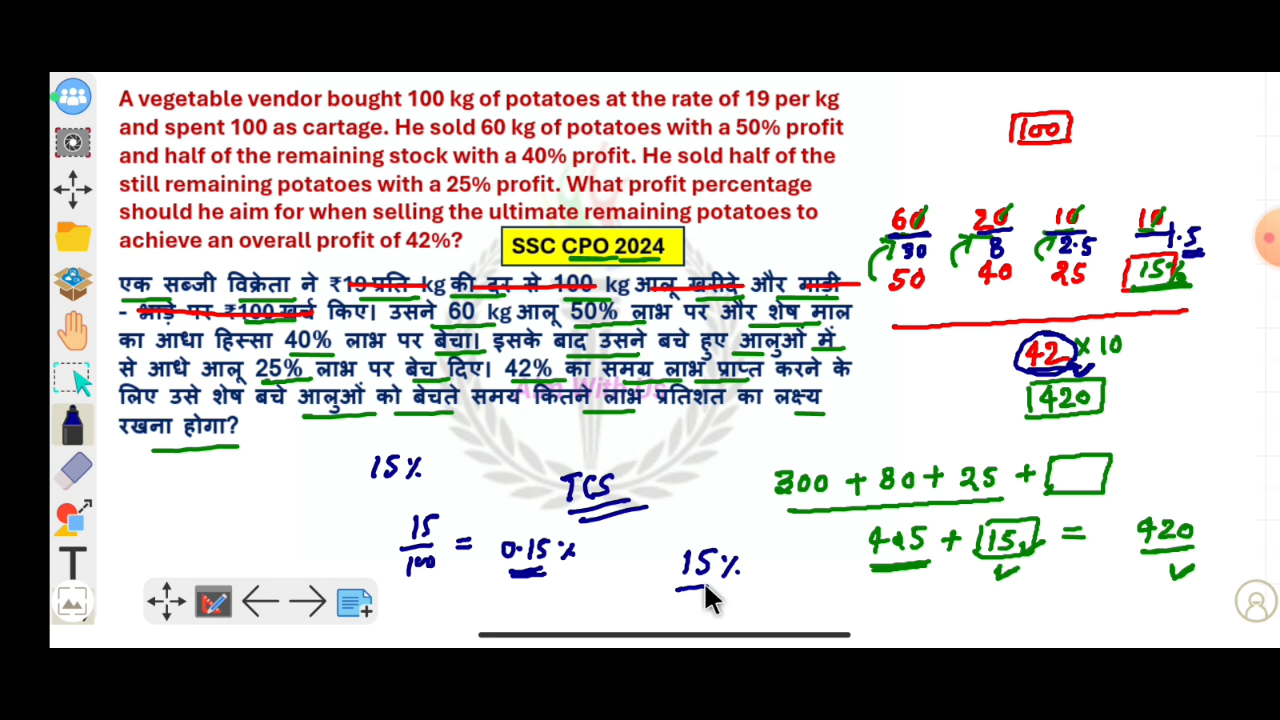 A vegetable vendor bought 100 kg of potatoes at the rate of 19 per kg
and spent 100 as cartage. He sold 60 kg of potatoes with a 50% profit
and half of the remaining stock with a 40% profit. He sold half of the
still remaining potatoes with a 25% profit. What profit percentage
should he aim for when selling the ultimate remaining potatoes to
achieve an overall profit of 42%?
SSC CPO 2024
एक सब्जी विक्रेता ने ₹19 प्रति kg की दर से 100 kg आलू खरीदे और गाड़ी
- भाड़े पर ₹100 खर्च किए। उसने 60 kg आलू 50% लाभ पर और शेष माल
का आधा हिस्सा 40% लाभ पर बेचा। इसके बाद उसने बचे हुए आलुओं में
से आधे आलू 25% लाभ पर बेच दिए। 42% का समग्र लाभ प्राप्त करने के
लिए उसे शेष बचे आलुओं को बेचते समय कितने लाभ प्रतिशत का लक्ष्य
रखना होगा?
100
60 20 10 10
30 8 2.5 1.5
50 40 25 15%
42 × 10
420
15%
TCS
300 + 80 + 25 +
15/100 = 0.15%
405 + 15 = 420
15%
T